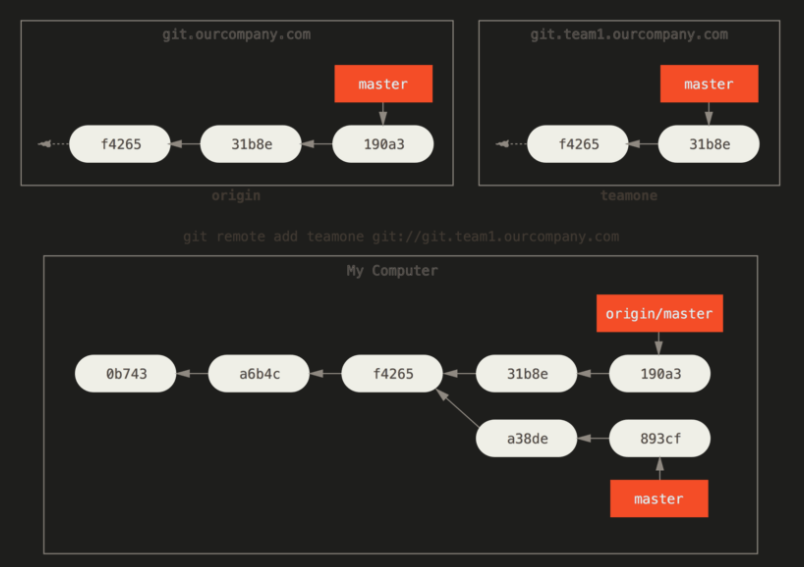 git.ourcompany.com
master
f4265
31b8e
190a3
origin
git.team1.ourcompany.com
master
f4265
31b8e
teamone
git remote add teamone git://git.team1.ourcompany.com
My Computer
origin/master
0b743
a6b4c
f4265
31b8e
190a3
a38de
893cf
master